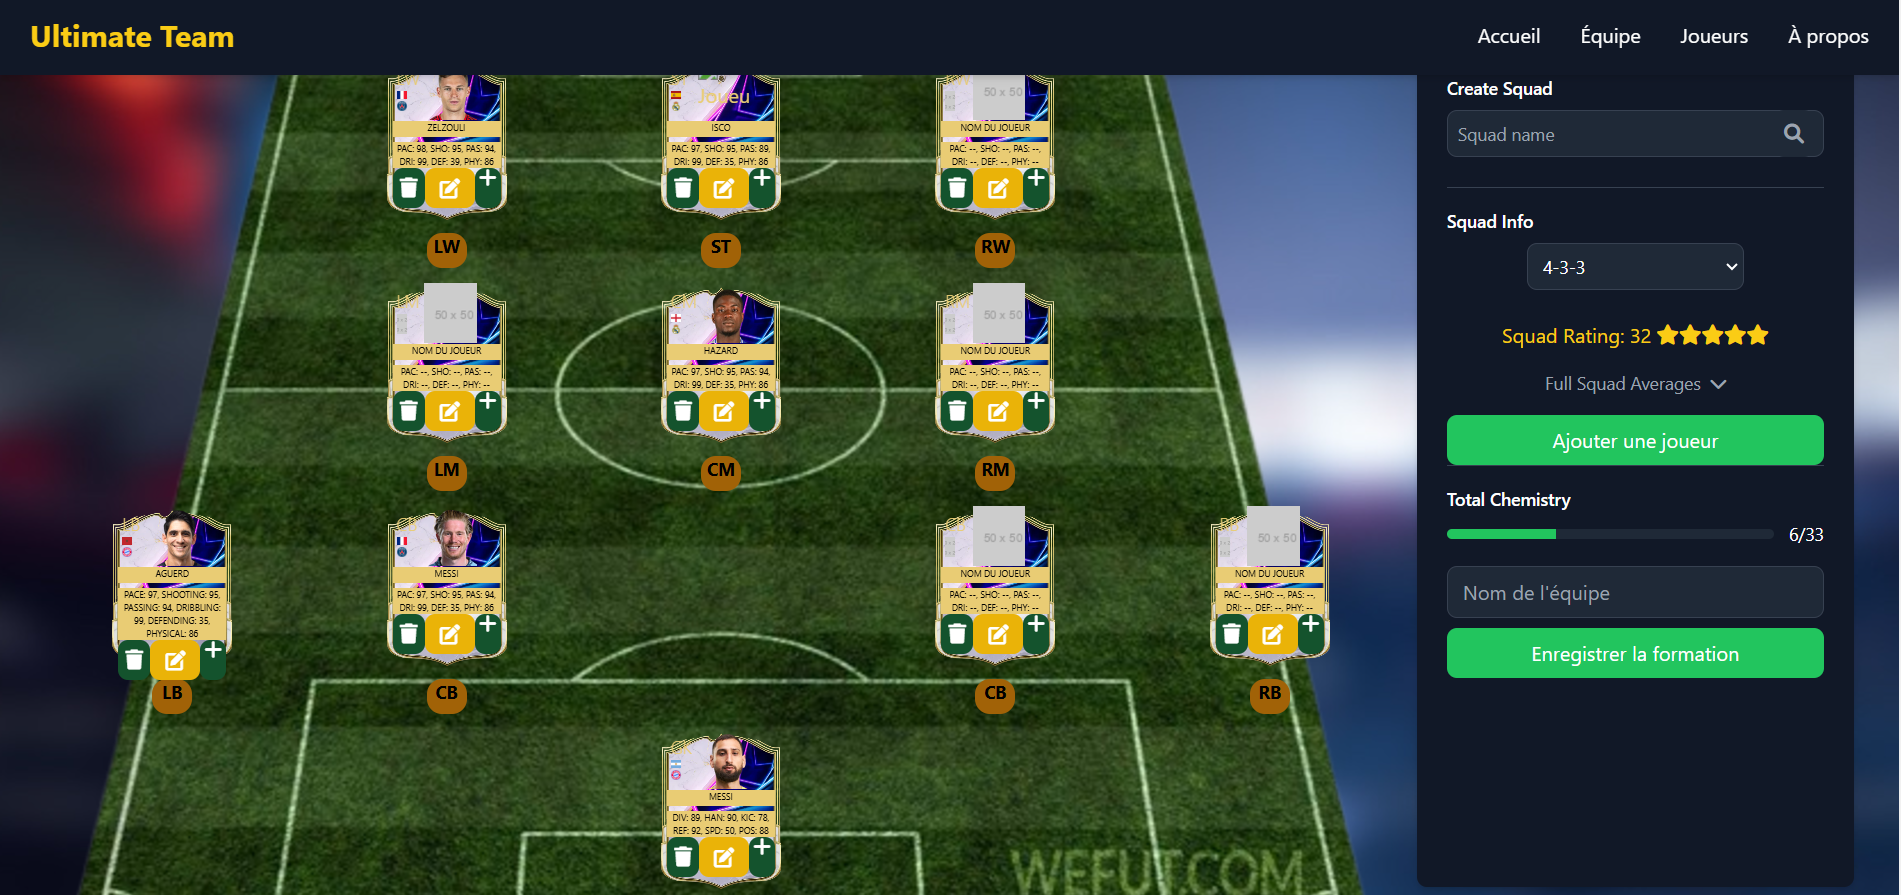 Ultimate Team
Accueil
Équipe
Joueurs
À propos
ZELZOULI
PAC: 98, SHO: 95, PAS: 94,
DRI: 99, DEF: 39, PHY: 86
LW
Joueu
ISCO
PAC: 97, SHO: 95, PAS: 89,
DRI: 99, DEF: 35, PHY: 86
ST
50 x 50
NOM DU JOUEUR
PAC: --, SHO: --, PAS: --,
DRI: --, DEF: --, PHY: --
RW
50 x 50
NOM DU JOUEUR
PAC: --, SHO: --, PAS: --,
DRI: --, DEF: --, PHY: --
LM
HAZARD
PAC: 97, SHO: 95, PAS: 94,
DRI: 99, DEF: 35, PHY: 86
CM
50 x 50
NOM DU JOUEUR
PAC: --, SHO: --, PAS: --,
DRI: --, DEF: --, PHY: --
RM
AGUERD
PACE: 97, SHOOTING: 95,
PASSING: 94, DRIBBLING:
99, DEFENDING: 35,
PHYSICAL: 86
LB
MESSI
PAC: 97, SHO: 95, PAS: 94,
DRI: 99, DEF: 35, PHY: 86
CB
50 x 50
NOM DU JOUEUR
PAC: --, SHO: --, PAS: --,
DRI: --, DEF: --, PHY: --
CB
50 x 50
NOM DU JOUEUR
PAC: --, SHO: --, PAS: --,
DRI: --, DEF: --, PHY: --
RB
MESSI
DIV: 89, HAN: 90, KIC: 78,
REF: 92, SPD: 50, POS: 88
WEFUT.COM
Create Squad
Squad name
Squad Info
4-3-3
Squad Rating: 32
Full Squad Averages
Ajouter une joueur
Total Chemistry
6/33
Nom de l'équipe
Enregistrer la formation